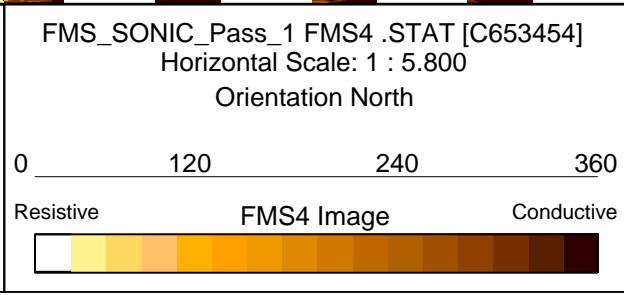 FMS_SONIC_Pass_1 FMS4 .STAT [C653454]
Horizontal Scale: 1 : 5.800
Orientation North
0 120 240 360
Resistive FMS4 Image Conductive